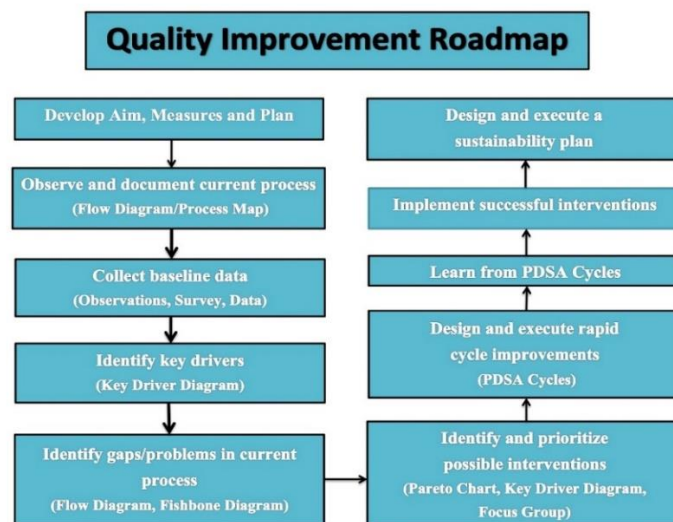 Quality Improvement Roadmap
Develop Aim, Measures and Plan
Observe and document current process
(Flow Diagram/Process Map)
Collect baseline data
(Observations, Survey, Data)
Identify key drivers
(Key Driver Diagram)
Identify gaps/problems in current
process
(Flow Diagram, Fishbone Diagram)
Identify and prioritize
possible interventions
(Pareto Chart, Key Driver Diagram,
Focus Group)
Design and execute rapid
cycle improvements
(PDSA Cycles)
Learn from PDSA Cycles
Implement successful interventions
Design and execute a
sustainability plan